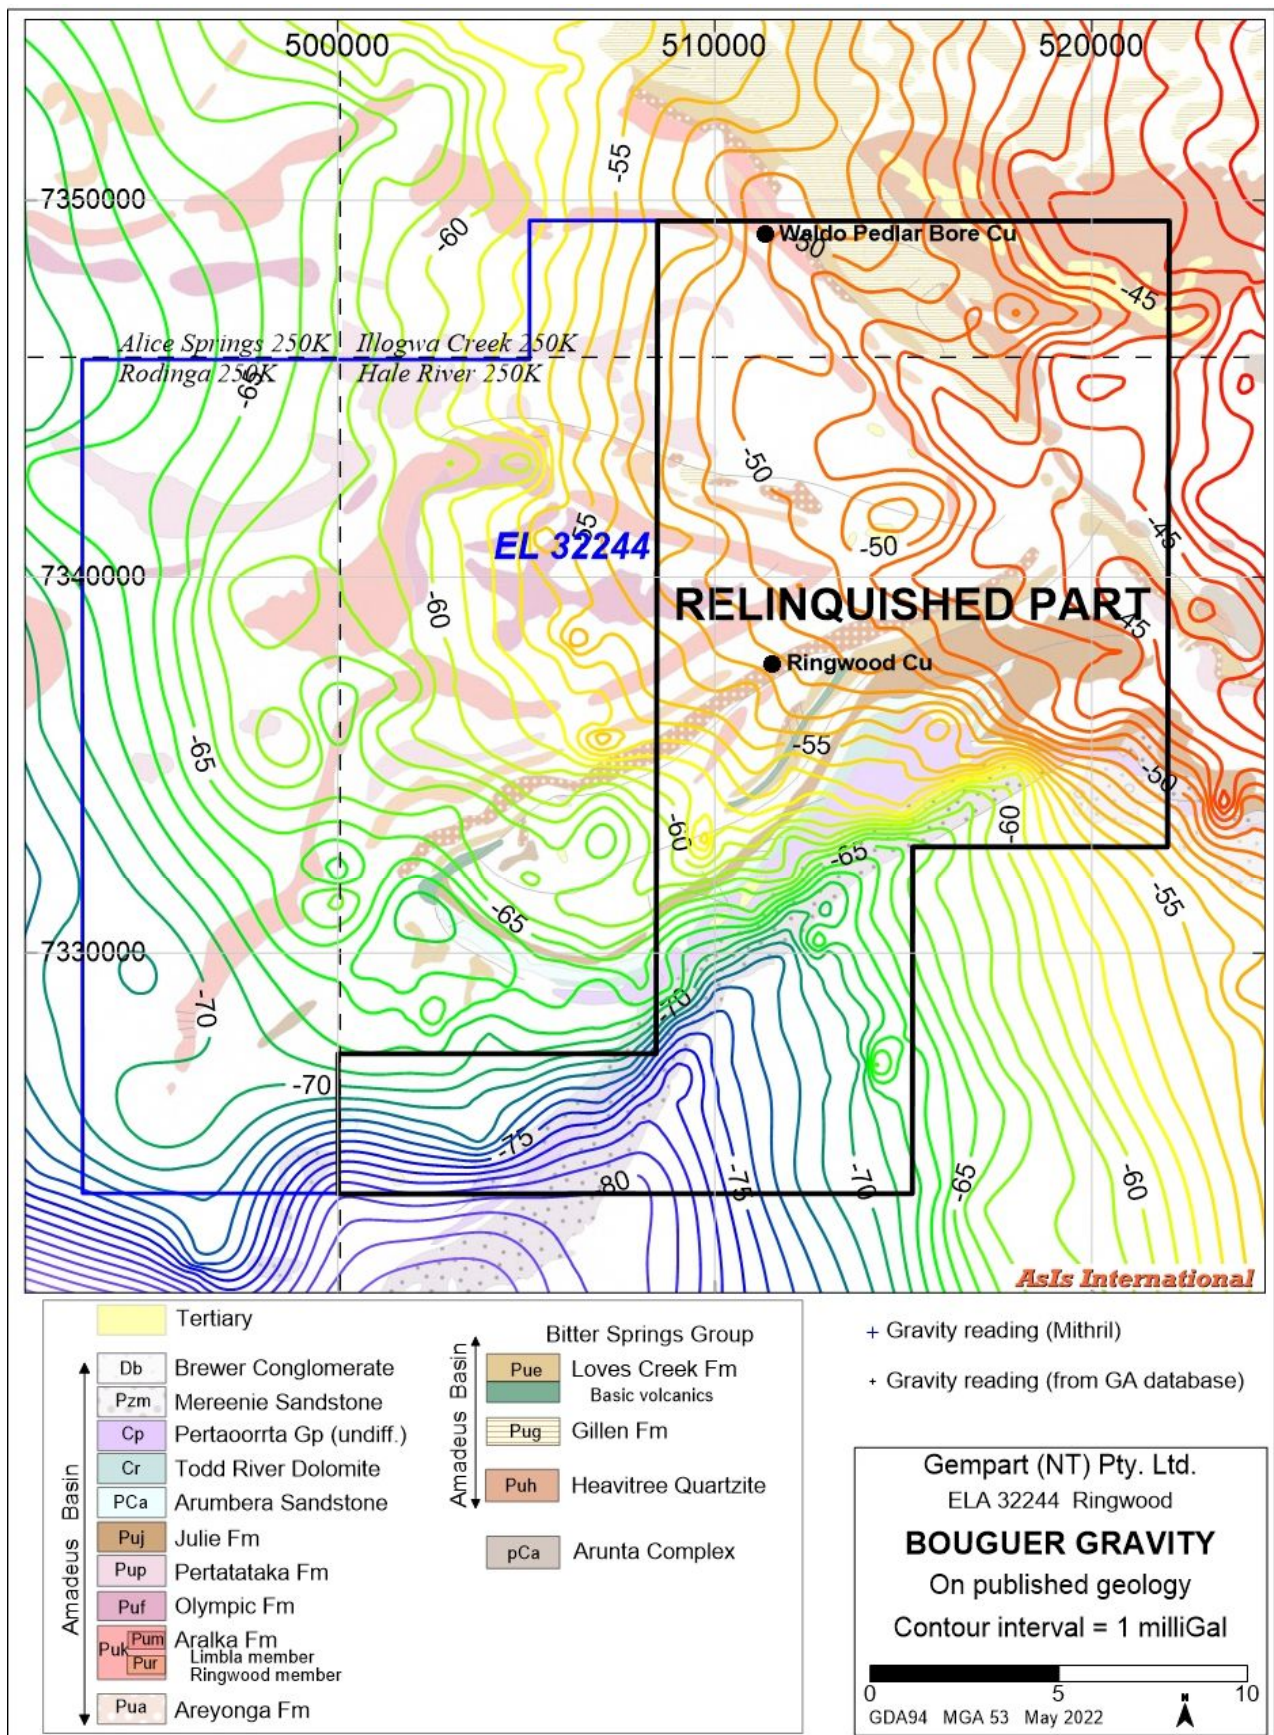 500000
510000
520000
-55
7350000
-60
Waldo Pedlar Bore Cu
-50
-45
Alice Springs 250K
Illogwa Creek 250K
Rodinga 250K
Hale River 250K
-65
-50
-55
-50
-45
EL 32244
7340000
-60
RELINQUISHED PART
-45
Ringwood Cu
-65
-55
-50
-60
-60
-65
-55
-65
7330000
-70
-70
-70
-75
-80
-75
-70
-65
-60
AsIs International
Tertiary
Db Brewer Conglomerate
Pzm Mereenie Sandstone
Cp Pertaoorrta Gp (undiff.)
Cr Todd River Dolomite
PCa Arumbera Sandstone
Puj Julie Fm
Pup Pertatataka Fm
Puf Olympic Fm
Puk Pum Aralka Fm
Limbla member
Pur Ringwood member
Pua Areyonga Fm
Amadeus Basin
Bitter Springs Group
Pue Loves Creek Fm
Basic volcanics
Pug Gillen Fm
Puh Heavitree Quartzite
Amadeus Basin
pCa Arunta Complex
+ Gravity reading (Mithril)
+ Gravity reading (from GA database)
Gempart (NT) Pty. Ltd.
ELA 32244 Ringwood
BOUGUER GRAVITY
On published geology
Contour interval = 1 milliGal
0 5 10
GDA94 MGA 53 May 2022
N